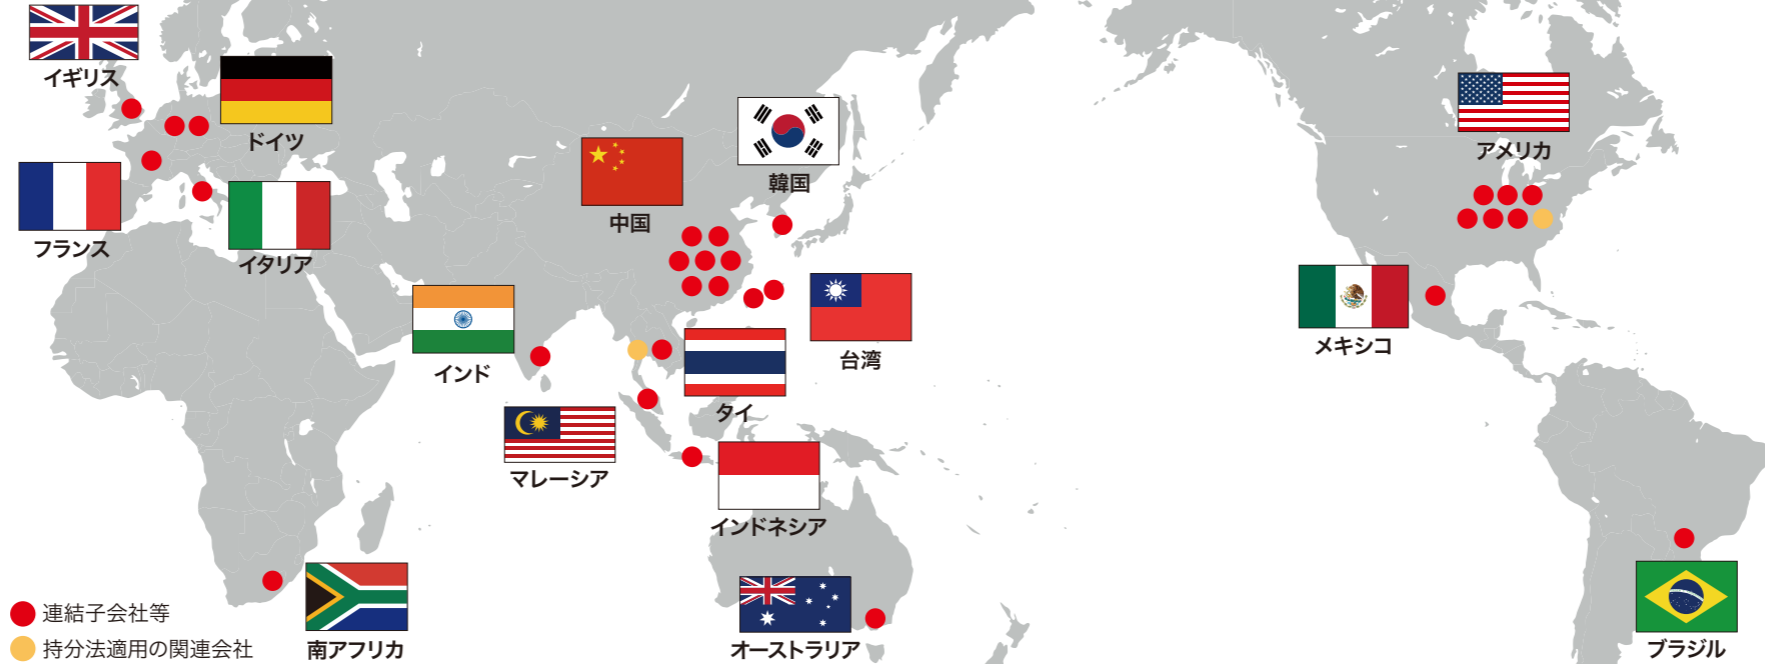 イギリス
ドイツ
フランス
イタリア
中国
韓国
台湾
インド
タイ
マレーシア
インドネシア
オーストラリア
南アフリカ
アメリカ
メキシコ
ブラジル
連結子会社等
持分法適用の関連会社